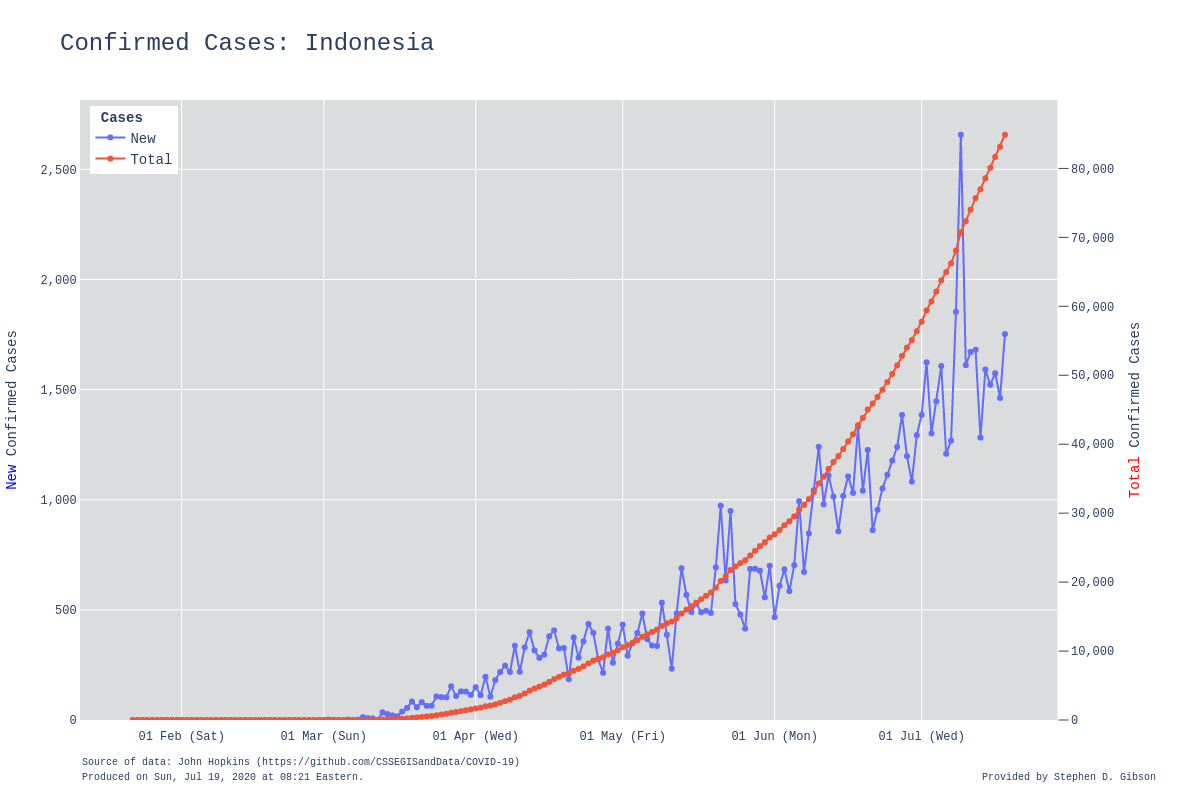 Confirmed Cases: Indonesia
Cases
New
Total
2,500
2,000
1,500
1,000
500
0
New Confirmed Cases
80,000
70,000
60,000
50,000
40,000
30,000
20,000
10,000
0
Total Confirmed Cases
01 Feb (Sat)
01 Mar (Sun)
01 Apr (Wed)
01 May (Fri)
01 Jun (Mon)
01 Jul (Wed)
Source of data: John Hopkins (https://github.com/CSSEGISandData/COVID-19)
Produced on Sun, Jul 19, 2020 at 08:21 Eastern.
Provided by Stephen D. Gibson